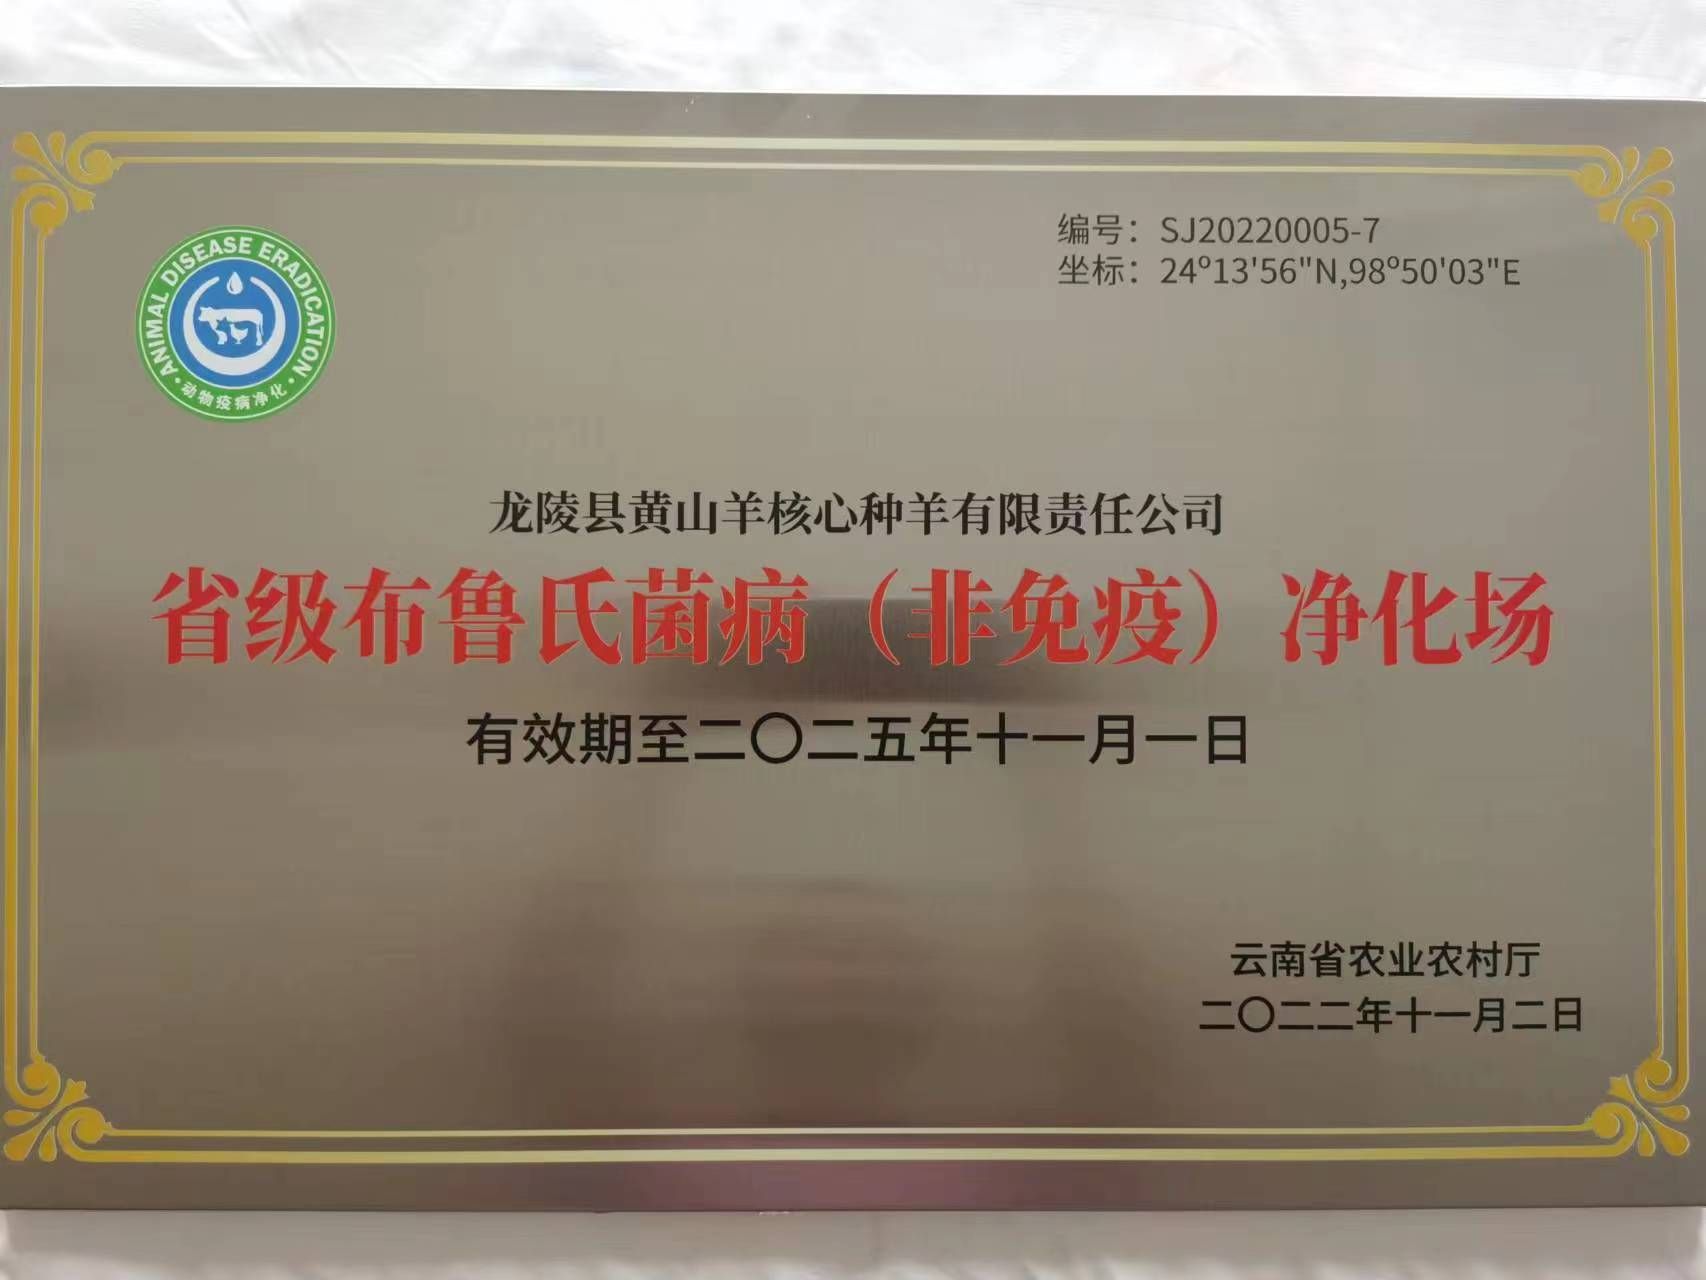 编号：SJ20220005-7
坐标：24º13'56"N,98º50'03"E
ANIMAL DISEASE ERADICATION
·动物疫病净化·
龙陵县黄山羊核心种羊有限责任公司
省级布鲁氏菌病（非免疫）净化场
有效期至二〇二五年十一月一日
云南省农业农村厅
二〇二二年十一月二日